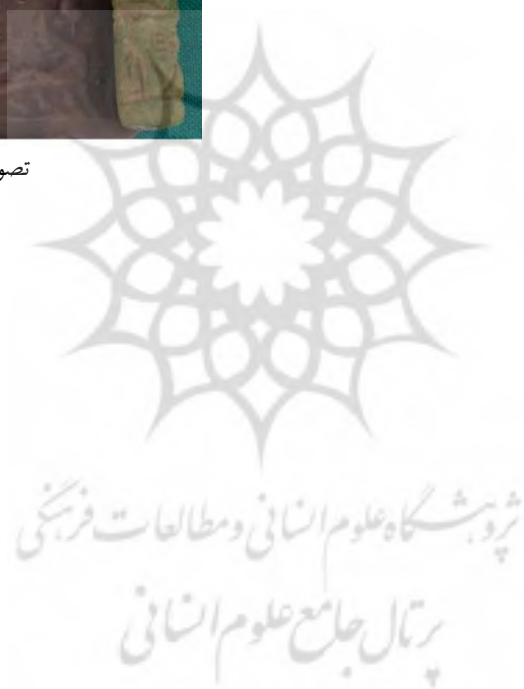 پژوهشگاه علوم انسانی و مطالعات فرهنگی
پرتال جامع علوم انسانی